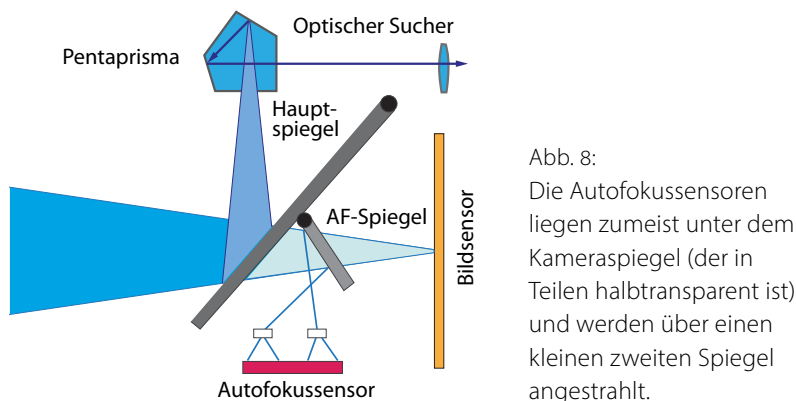 Optischer Sucher
Pentaprisma
Haupt-
spiegel
AF-Spiegel
Bildsensor
Autofokussensor
Abb. 8:
Die Autofokussensoren
liegen zumeist unter dem
Kameraspiegel (der in
Teilen halbtransparent ist)
und werden über einen
kleinen zweiten Spiegel
angestrahlt.